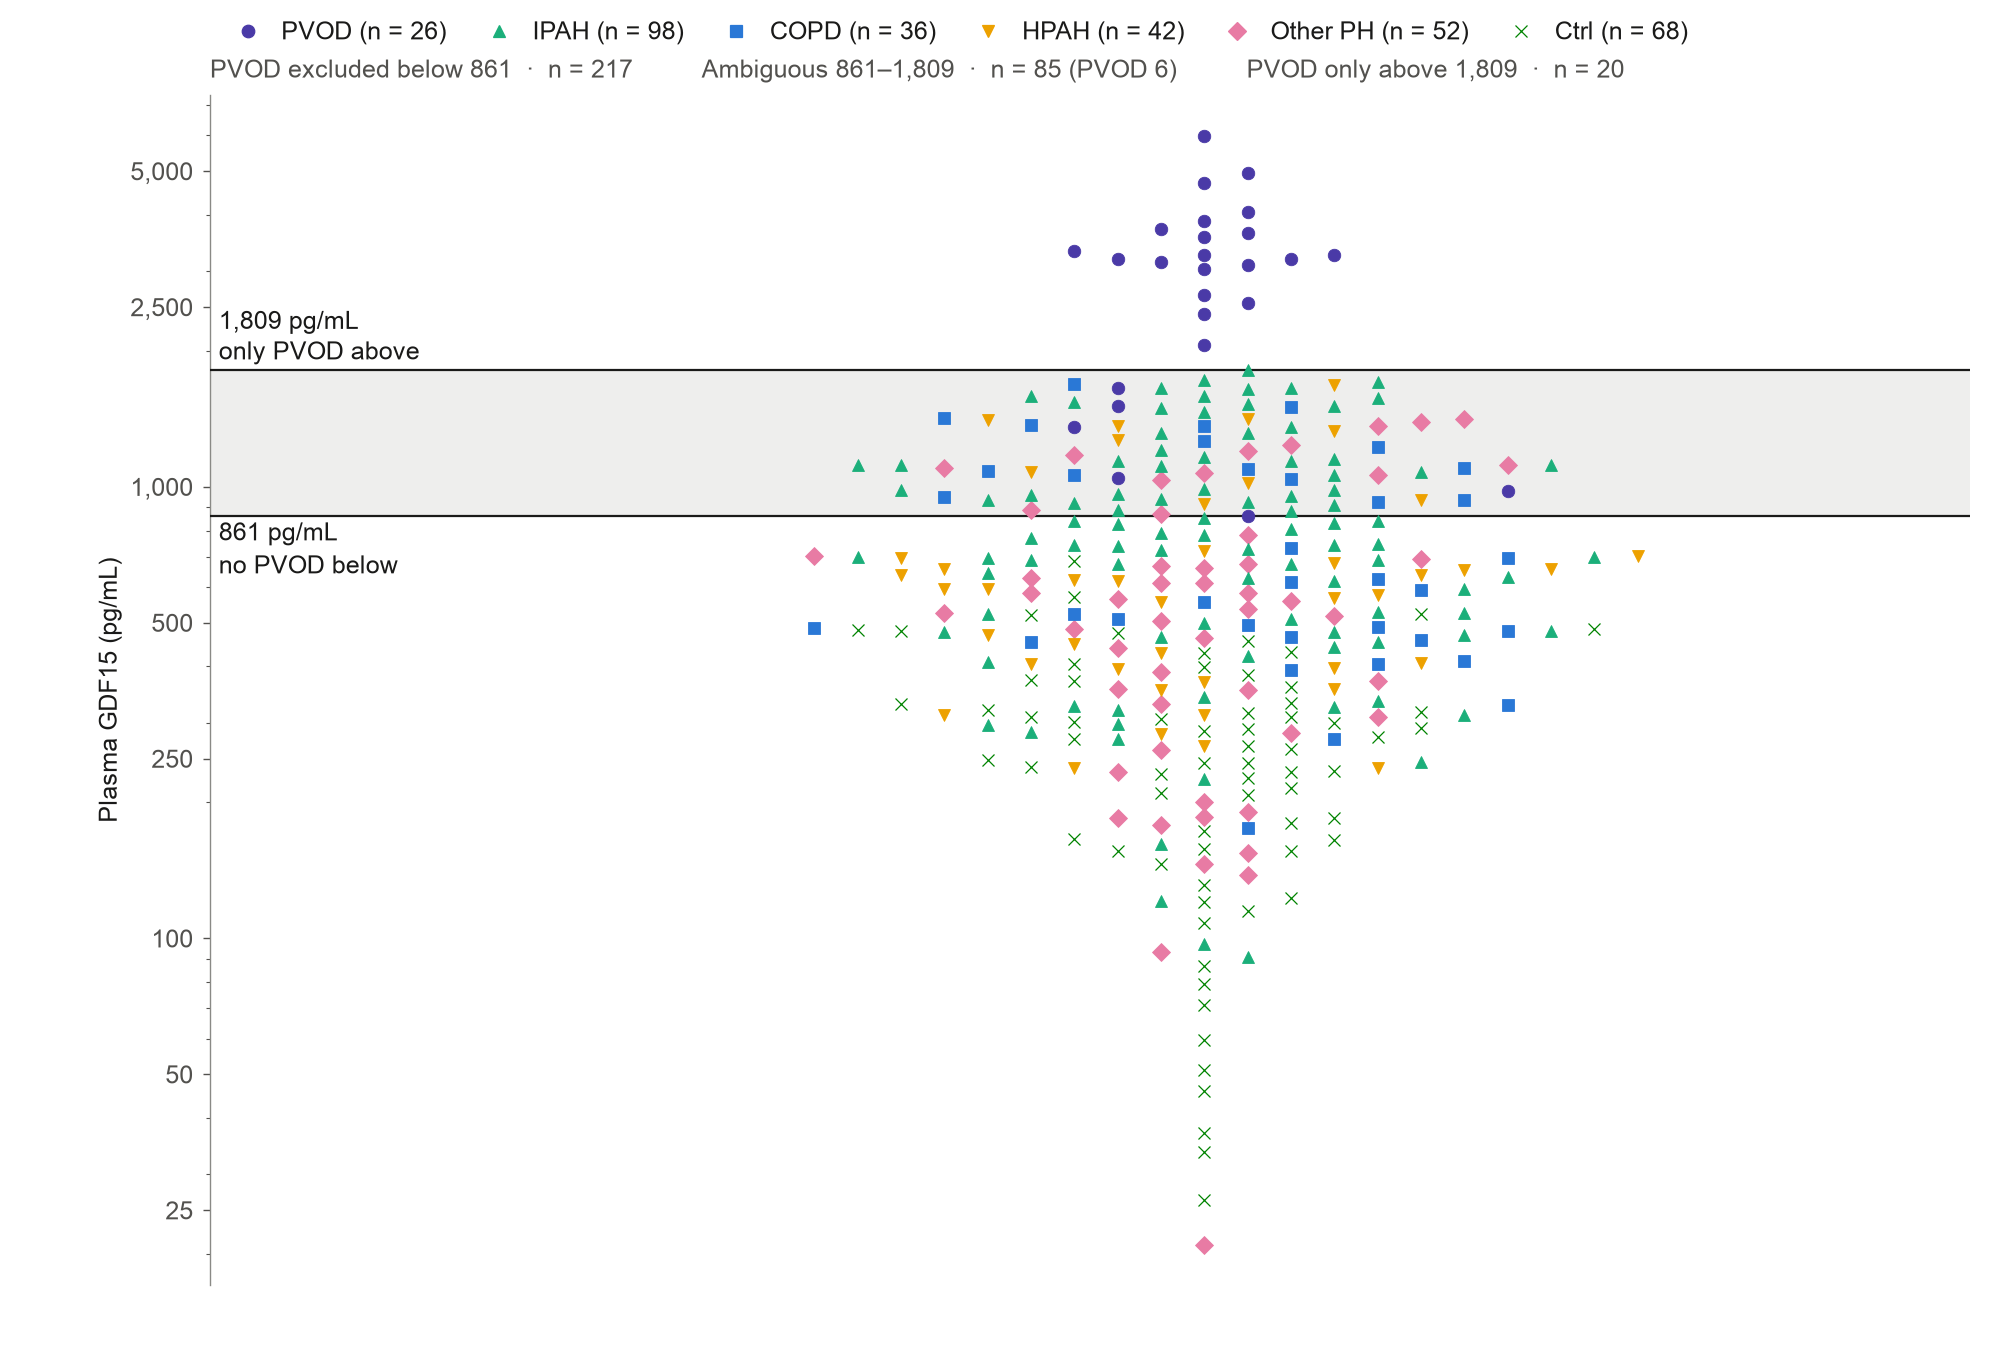 PVOD (n = 26) IPAH (n = 98) COPD (n = 36) HPAH (n = 42) Other PH (n = 52) Ctrl (n = 68)
PVOD excluded below 861 · n = 217 Ambiguous 861–1,809 · n = 85 (PVOD 6) PVOD only above 1,809 · n = 20
5,000
2,500
1,809 pg/mL
only PVOD above
1,000
861 pg/mL
no PVOD below
500
250
100
50
25
Plasma GDF15 (pg/mL)